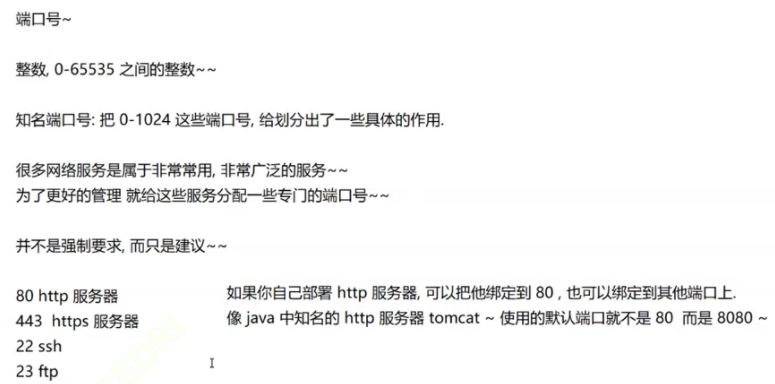 端口号~
整数, 0-65535 之间的整数~~
知名端口号: 把 0-1024 这些端口号, 给划分出了一些具体的作用.
很多网络服务是属于非常常用, 非常广泛的服务~~
为了更好的管理 就给这些服务分配一些专门的端口号~~
并不是强制要求, 而只是建议~~
80 http 服务器
443 https 服务器
22 ssh
23 ftp
如果你自己部署 http 服务器, 可以把他绑定到 80 , 也可以绑定到其他端口上.
像 java 中知名的 http 服务器 tomcat ~ 使用的默认端口就不是 80 而是 8080 ~